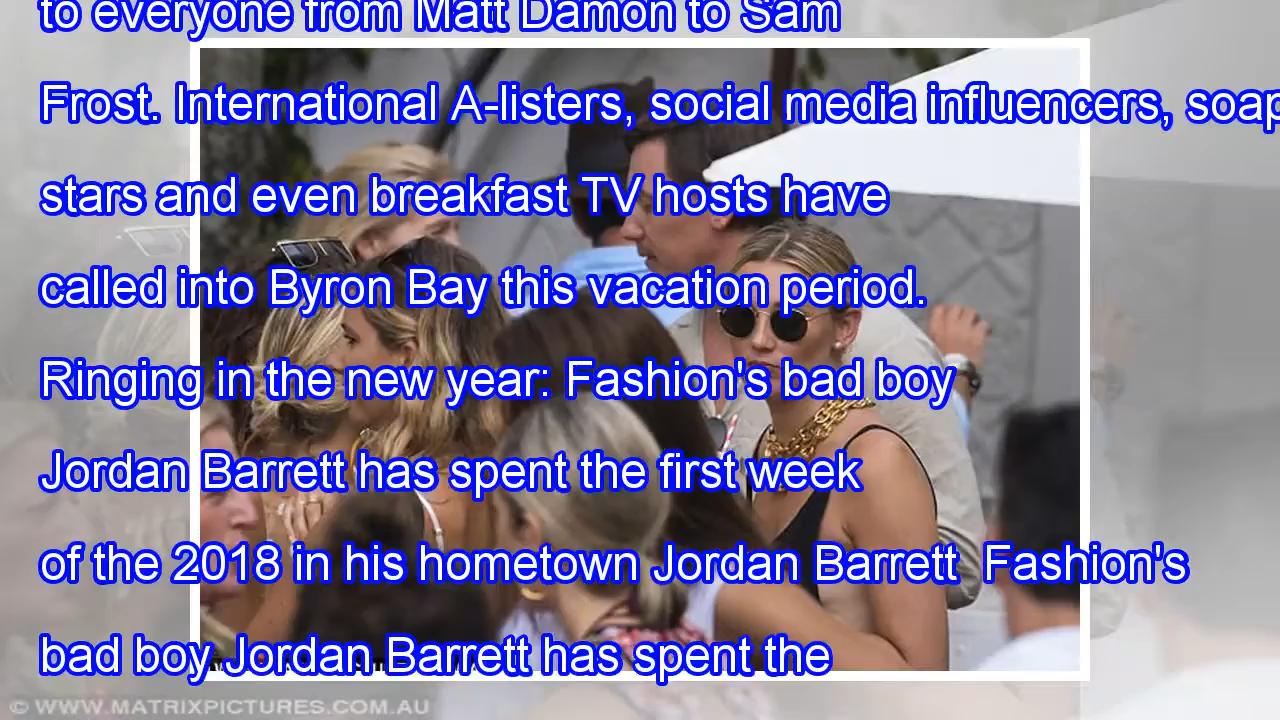 to everyone from Matt Damon to Sam
Frost. International A-listers, social media influencers, soap
stars and even breakfast TV hosts have
called into Byron Bay this vacation period.
Ringing in the new year: Fashion's bad boy
Jordan Barrett has spent the first week
of the 2018 in his hometown Jordan Barrett  Fashion's
bad boy Jordan Barrett has spent the
© WWW.MATRIXPICTURES.COM.AU